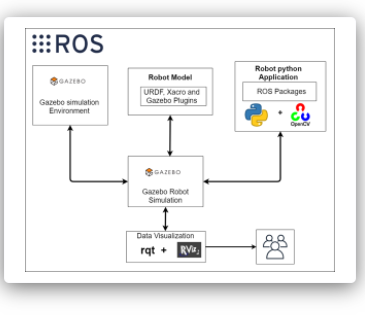 ROS
GAZEBO
Gazebo simulation
Environment
Robot Model
URDF, Xacro and
Gazebo Plugins
Robot python
Application
ROS Packages
+
OpenCV
GAZEBO
Gazebo Robot
Simulation
Data Visualization
rqt + RViz